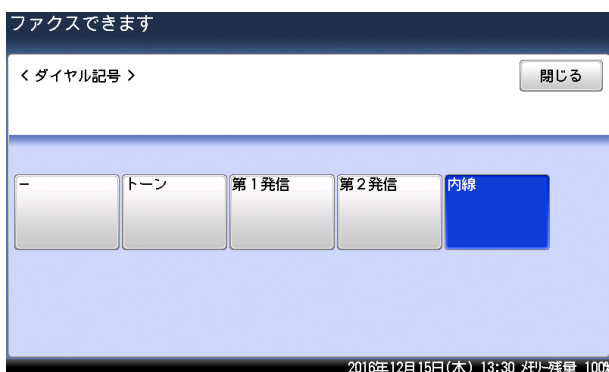 ファクスできます
< ダイヤル記号 >
閉じる
－
トーン
第1発信
第2発信
内線
2016年12月15日(木) 13:30 メモリー残量 100%